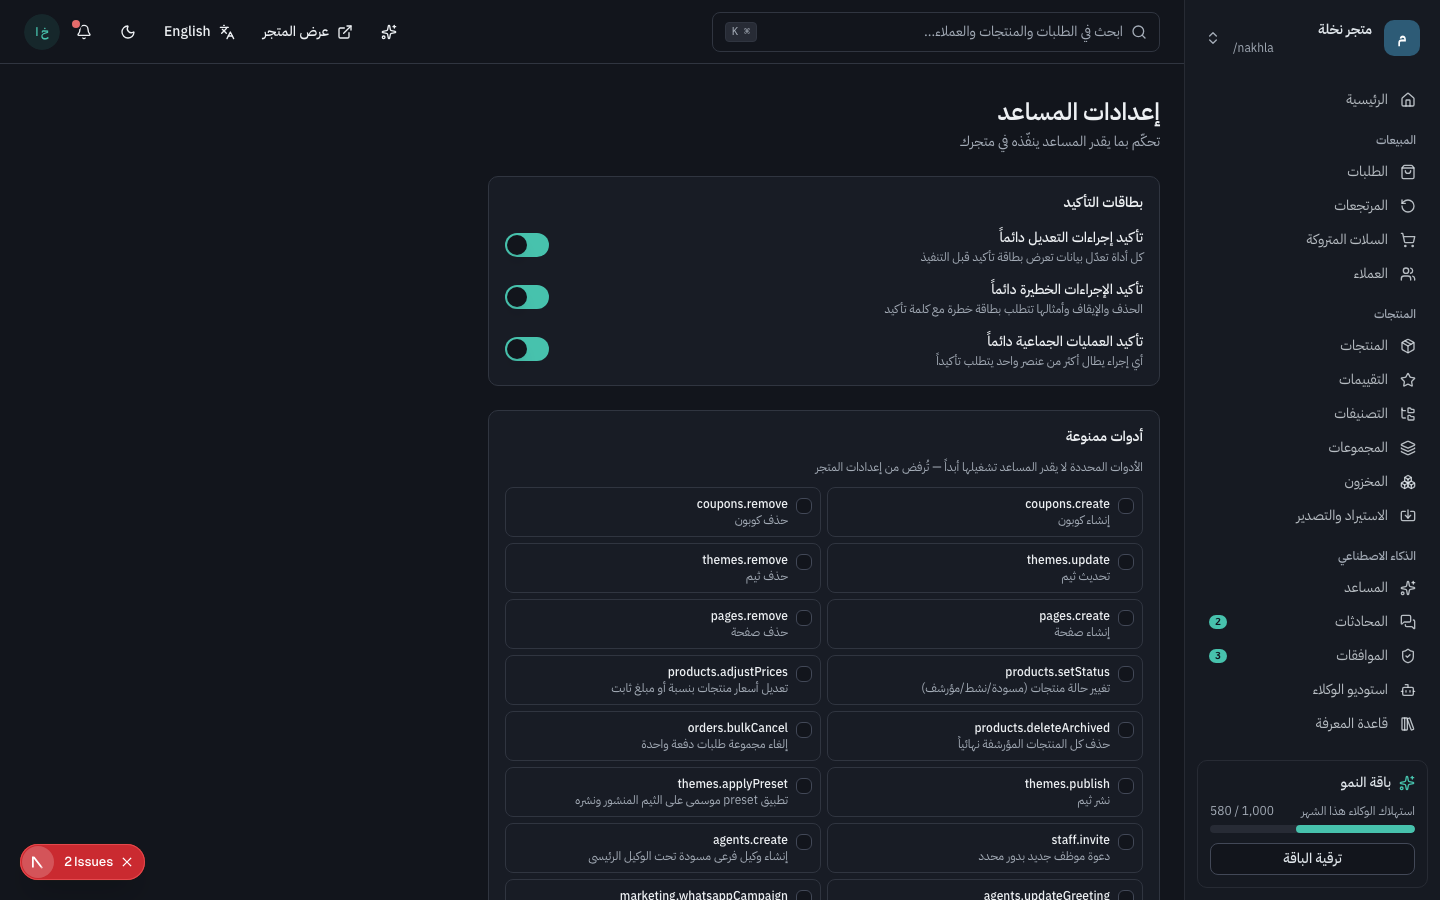 متجر نخلة
/nakhla
م
الرئيسية
المبيعات
الطلبات
المرتجعات
السلات المتروكة
العملاء
المنتجات
المنتجات
التقييمات
التصنيفات
المجموعات
المخزون
الاستيراد والتصدير
الذكاء الاصطناعي
المساعد
المحادثات
2
الموافقات
3
استوديو الوكلاء
قاعدة المعرفة
باقة النمو
استهلاك الوكلاء هذا الشهر
580 / 1,000
ترقية الباقة
ابحث في الطلبات والمنتجات والعملاء...
⌘ K
عرض المتجر
English
خ ا
إعدادات المساعد
تحكّم بما يقدر المساعد ينفّذه في متجرك
بطاقات التأكيد
تأكيد إجراءات التعديل دائماً
كل أداة تعدّل بيانات تعرض بطاقة تأكيد قبل التنفيذ
تأكيد الإجراءات الخطيرة دائماً
الحذف والإيقاف وأمثالها تتطلب بطاقة خطرة مع كلمة تأكيد
تأكيد العمليات الجماعية دائماً
أي إجراء يطال أكثر من عنصر واحد يتطلب تأكيداً
أدوات ممنوعة
الأدوات المحددة لا يقدر المساعد تشغيلها أبداً — تُرفض من إعدادات المتجر
coupons.create
إنشاء كوبون
coupons.remove
حذف كوبون
themes.update
تحديث ثيم
themes.remove
حذف ثيم
pages.create
إنشاء صفحة
pages.remove
حذف صفحة
products.setStatus
تغيير حالة منتجات (مسودة/نشط/مؤرشف)
products.adjustPrices
تعديل أسعار منتجات بنسبة أو مبلغ ثابت
products.deleteArchived
حذف كل المنتجات المؤرشفة نهائياً
orders.bulkCancel
إلغاء مجموعة طلبات دفعة واحدة
themes.publish
نشر ثيم
themes.applyPreset
تطبيق preset موسمي على الثيم المنشور ونشره
staff.invite
دعوة موظف جديد بدور محدد
agents.create
إنشاء وكيل فرعي مسودة تحت الوكيل الرئيسي
agents.updateGreeting
marketing.whatsappCampaign
2 Issues